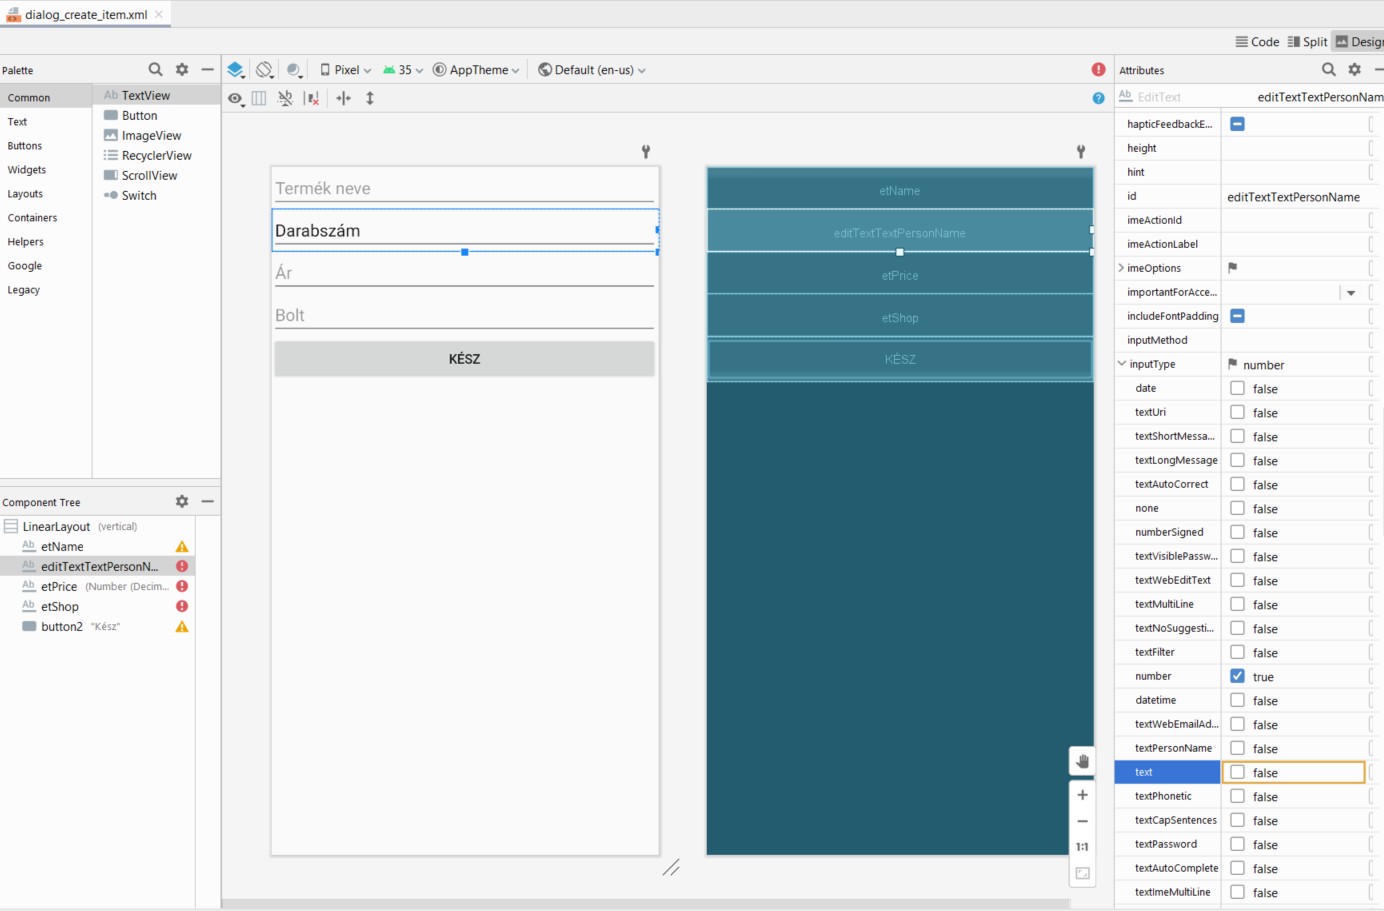 dialog_create_item.xml
Code Split Design
Palette
Pixel 35 AppTheme Default (en-us)
Attributes
Common
Text
Buttons
Widgets
Layouts
Containers
Helpers
Google
Legacy
Ab TextView
Button
ImageView
RecyclerView
ScrollView
Switch
Component Tree
LinearLayout (vertical)
Ab etName
Ab editTextTextPersonN...
Ab etPrice (Number (Decim...
Ab etShop
button2 "Kész"
Termék neve
Darabszám
Ár
Bolt
KÉSZ
etName
editTextTextPersonName
etPrice
etShop
KÉSZ
1:1
Ab EditText editTextTextPersonNam
hapticFeedbackE...
height
hint
id editTextTextPersonName
imeActionId
imeActionLabel
imeOptions
importantForAcce...
includeFontPadding
inputMethod
inputType number
date false
textUri false
textShortMessa... false
textLongMessage false
textAutoCorrect false
none false
numberSigned false
textVisiblePassw... false
textWebEditText false
textMultiLine false
textNoSuggesti... false
textFilter false
number true
datetime false
textWebEmailAd... false
textPersonName false
text false
textPhonetic false
textCapSentences false
textPassword false
textAutoComplete false
textImeMultiLine false